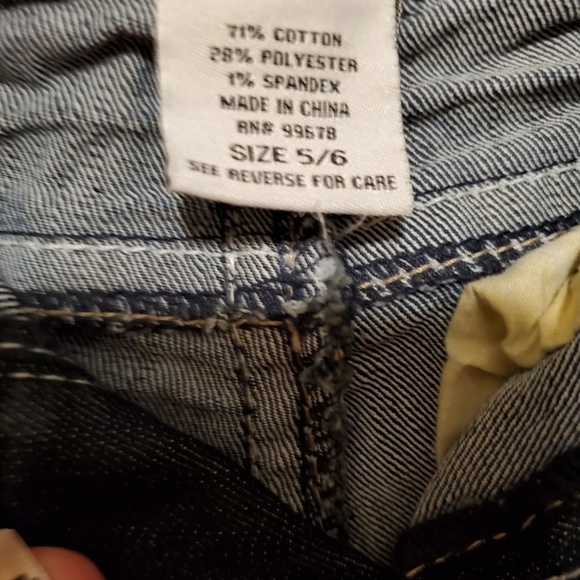 71% COTTON
28% POLYESTER
1% SPANDEX
MADE IN CHINA
RN# 99678
SIZE 5/6
SEE REVERSE FOR CARE